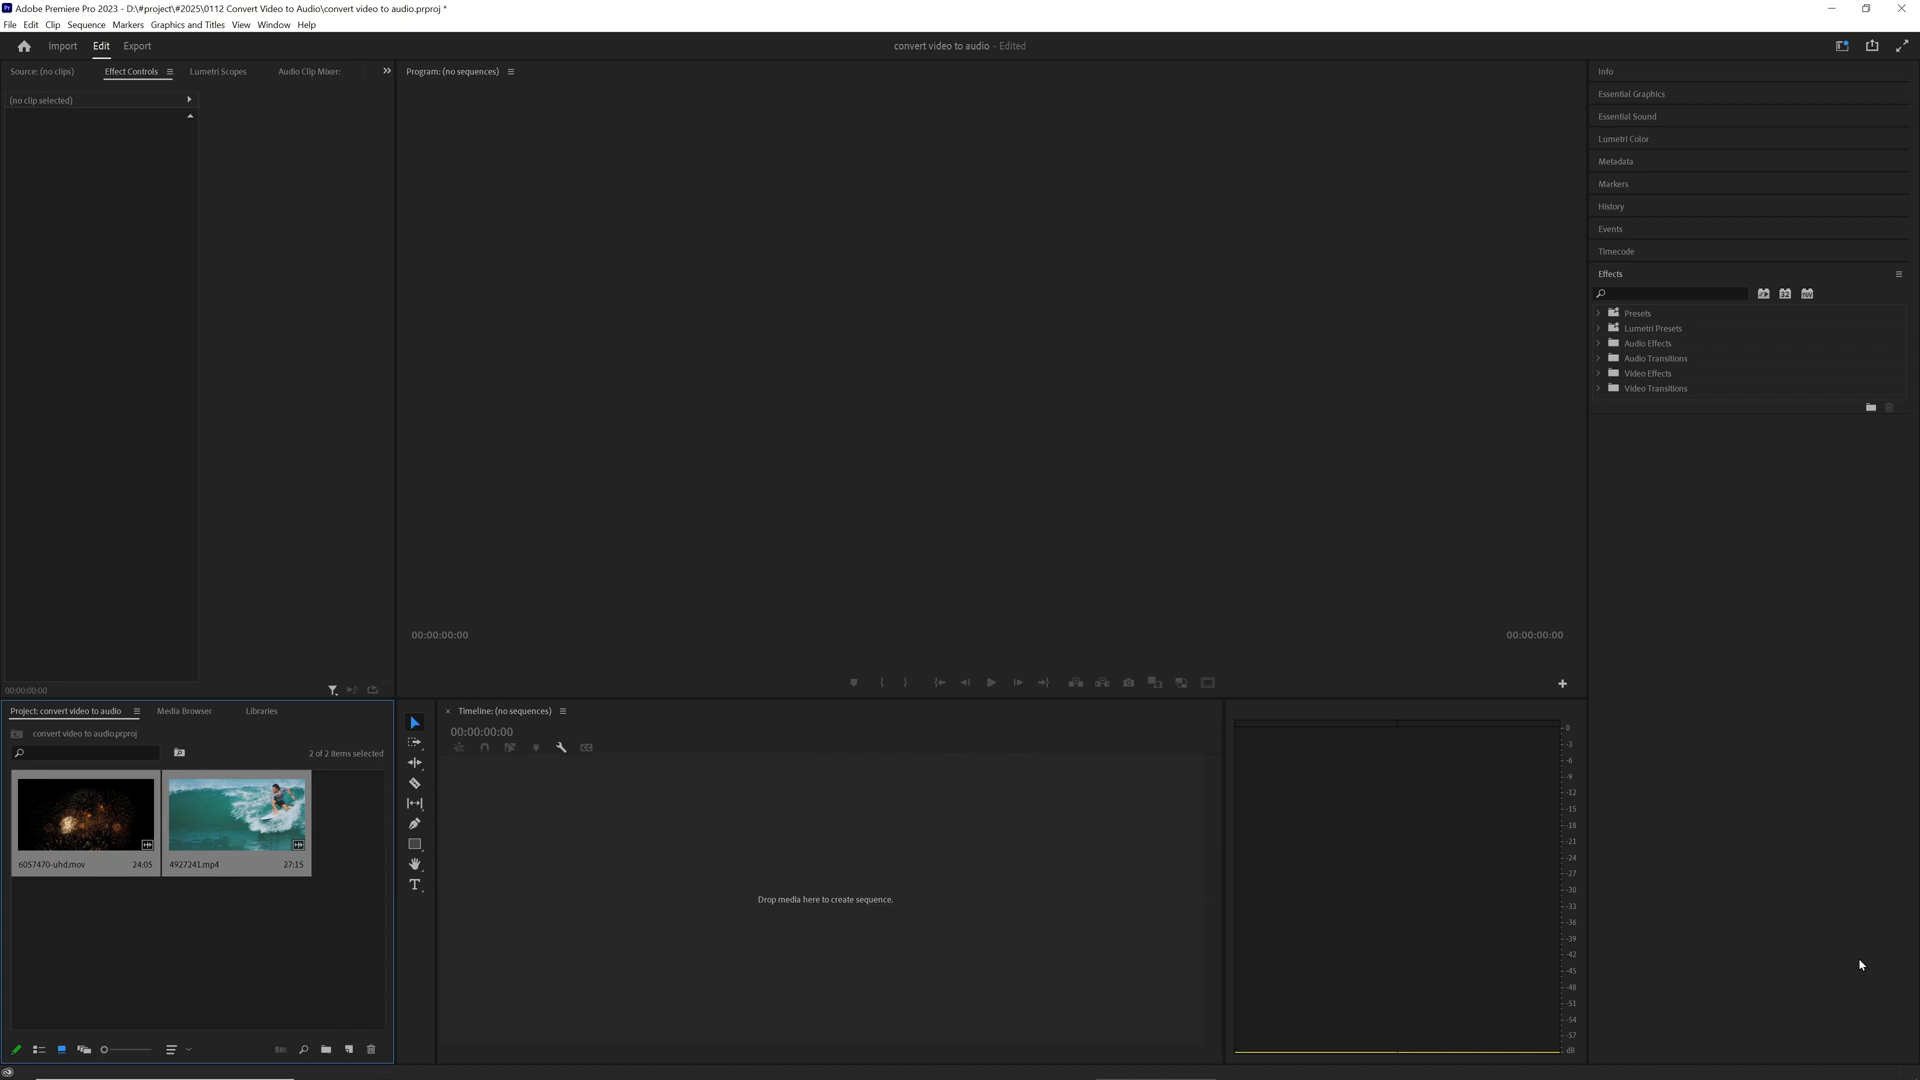 Adobe Premiere Pro 2023 - D:\#project\#2025\0112 Convert Video to Audio\convert video to audio.prproj *
File Edit Clip Sequence Markers Graphics and Titles View Window Help
Import Edit Export
convert video to audio - Edited
Source: (no clips) Effect Controls Lumetri Scopes Audio Clip Mixer:
(no clip selected)
00:00:00:00
Program: (no sequences)
00:00:00:00 00:00:00:00
Info
Essential Graphics
Essential Sound
Lumetri Color
Metadata
Markers
History
Events
Timecode
Effects
Presets
Lumetri Presets
Audio Effects
Audio Transitions
Video Effects
Video Transitions
Project: convert video to audio Media Browser Libraries
convert video to audio.prproj
2 of 2 items selected
6057470-uhd.mov 24:05
4927241.mp4 27:15
Timeline: (no sequences)
00:00:00:00
Drop media here to create sequence.
0
-3
-6
-9
-12
-15
-18
-21
-24
-27
-30
-33
-36
-39
-42
-45
-48
-51
-54
-57
dB